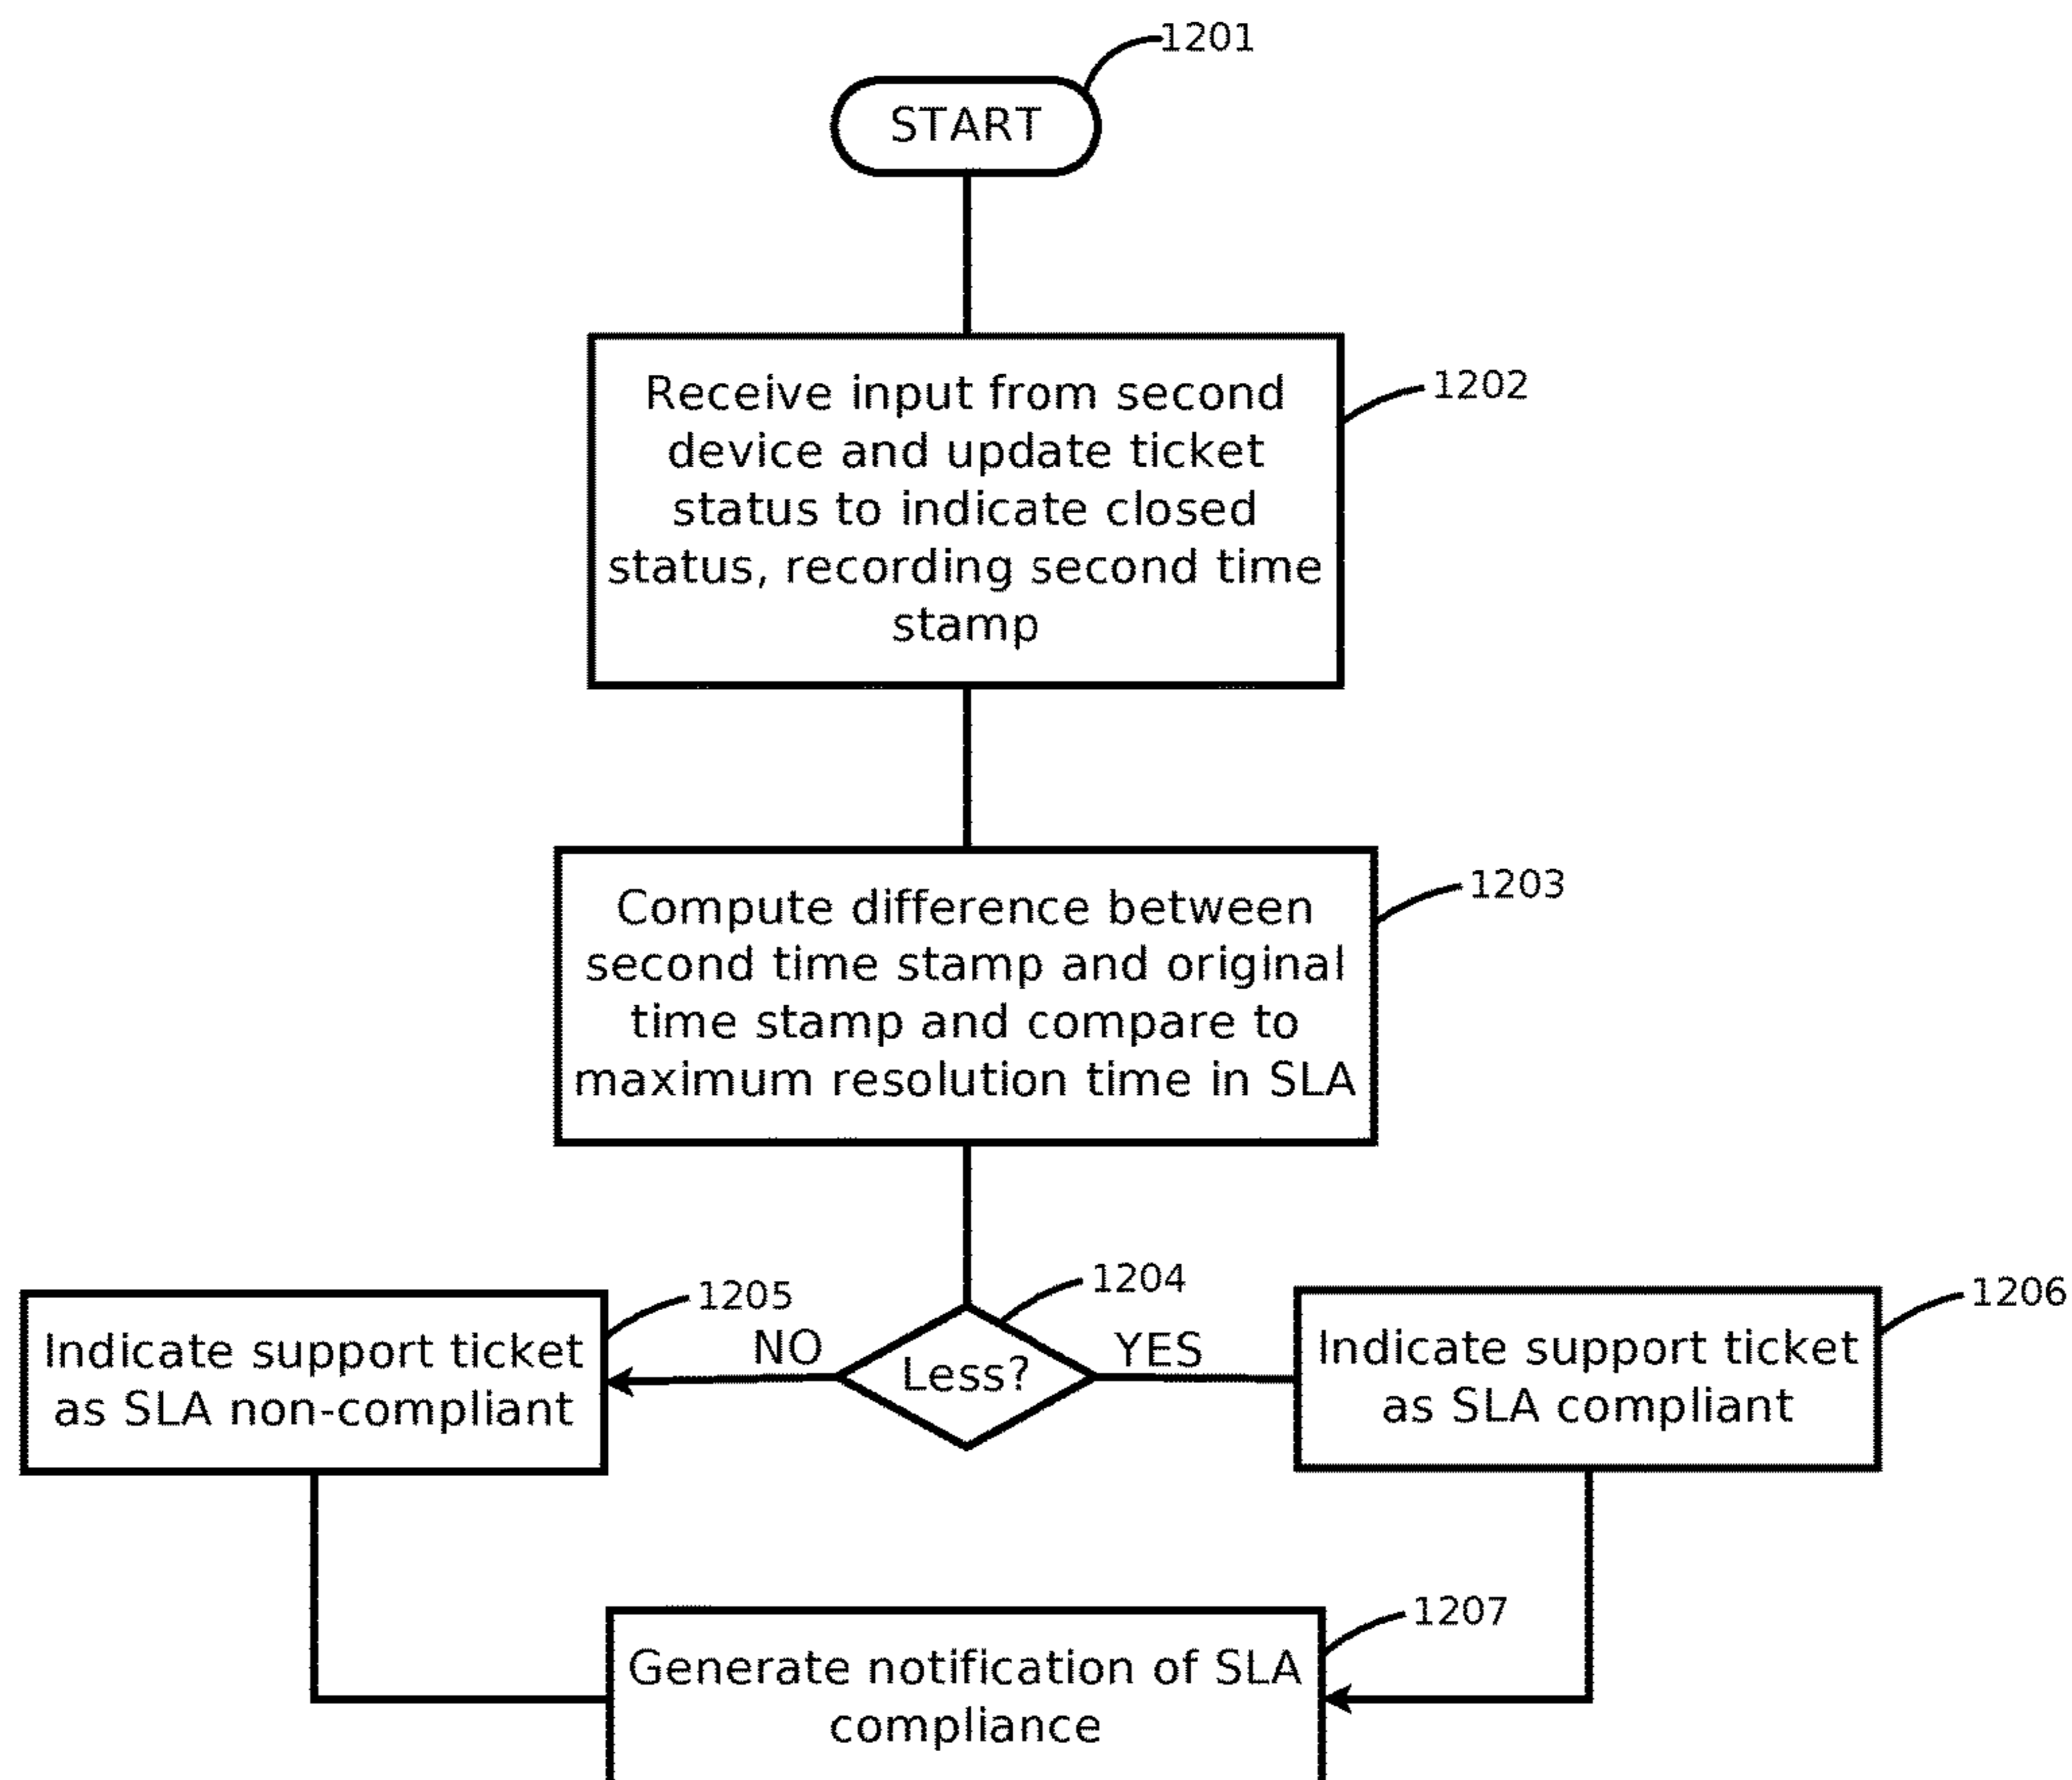 1201
START
Receive input from second
device and update ticket
status to indicate closed
status, recording second time
stamp
1202
Compute difference between
second time stamp and original
time stamp and compare to
maximum resolution time in SLA
1203
1204
Less?
NO
YES
1205
Indicate support ticket
as SLA non-compliant
1206
Indicate support ticket
as SLA compliant
1207
Generate notification of SLA
compliance